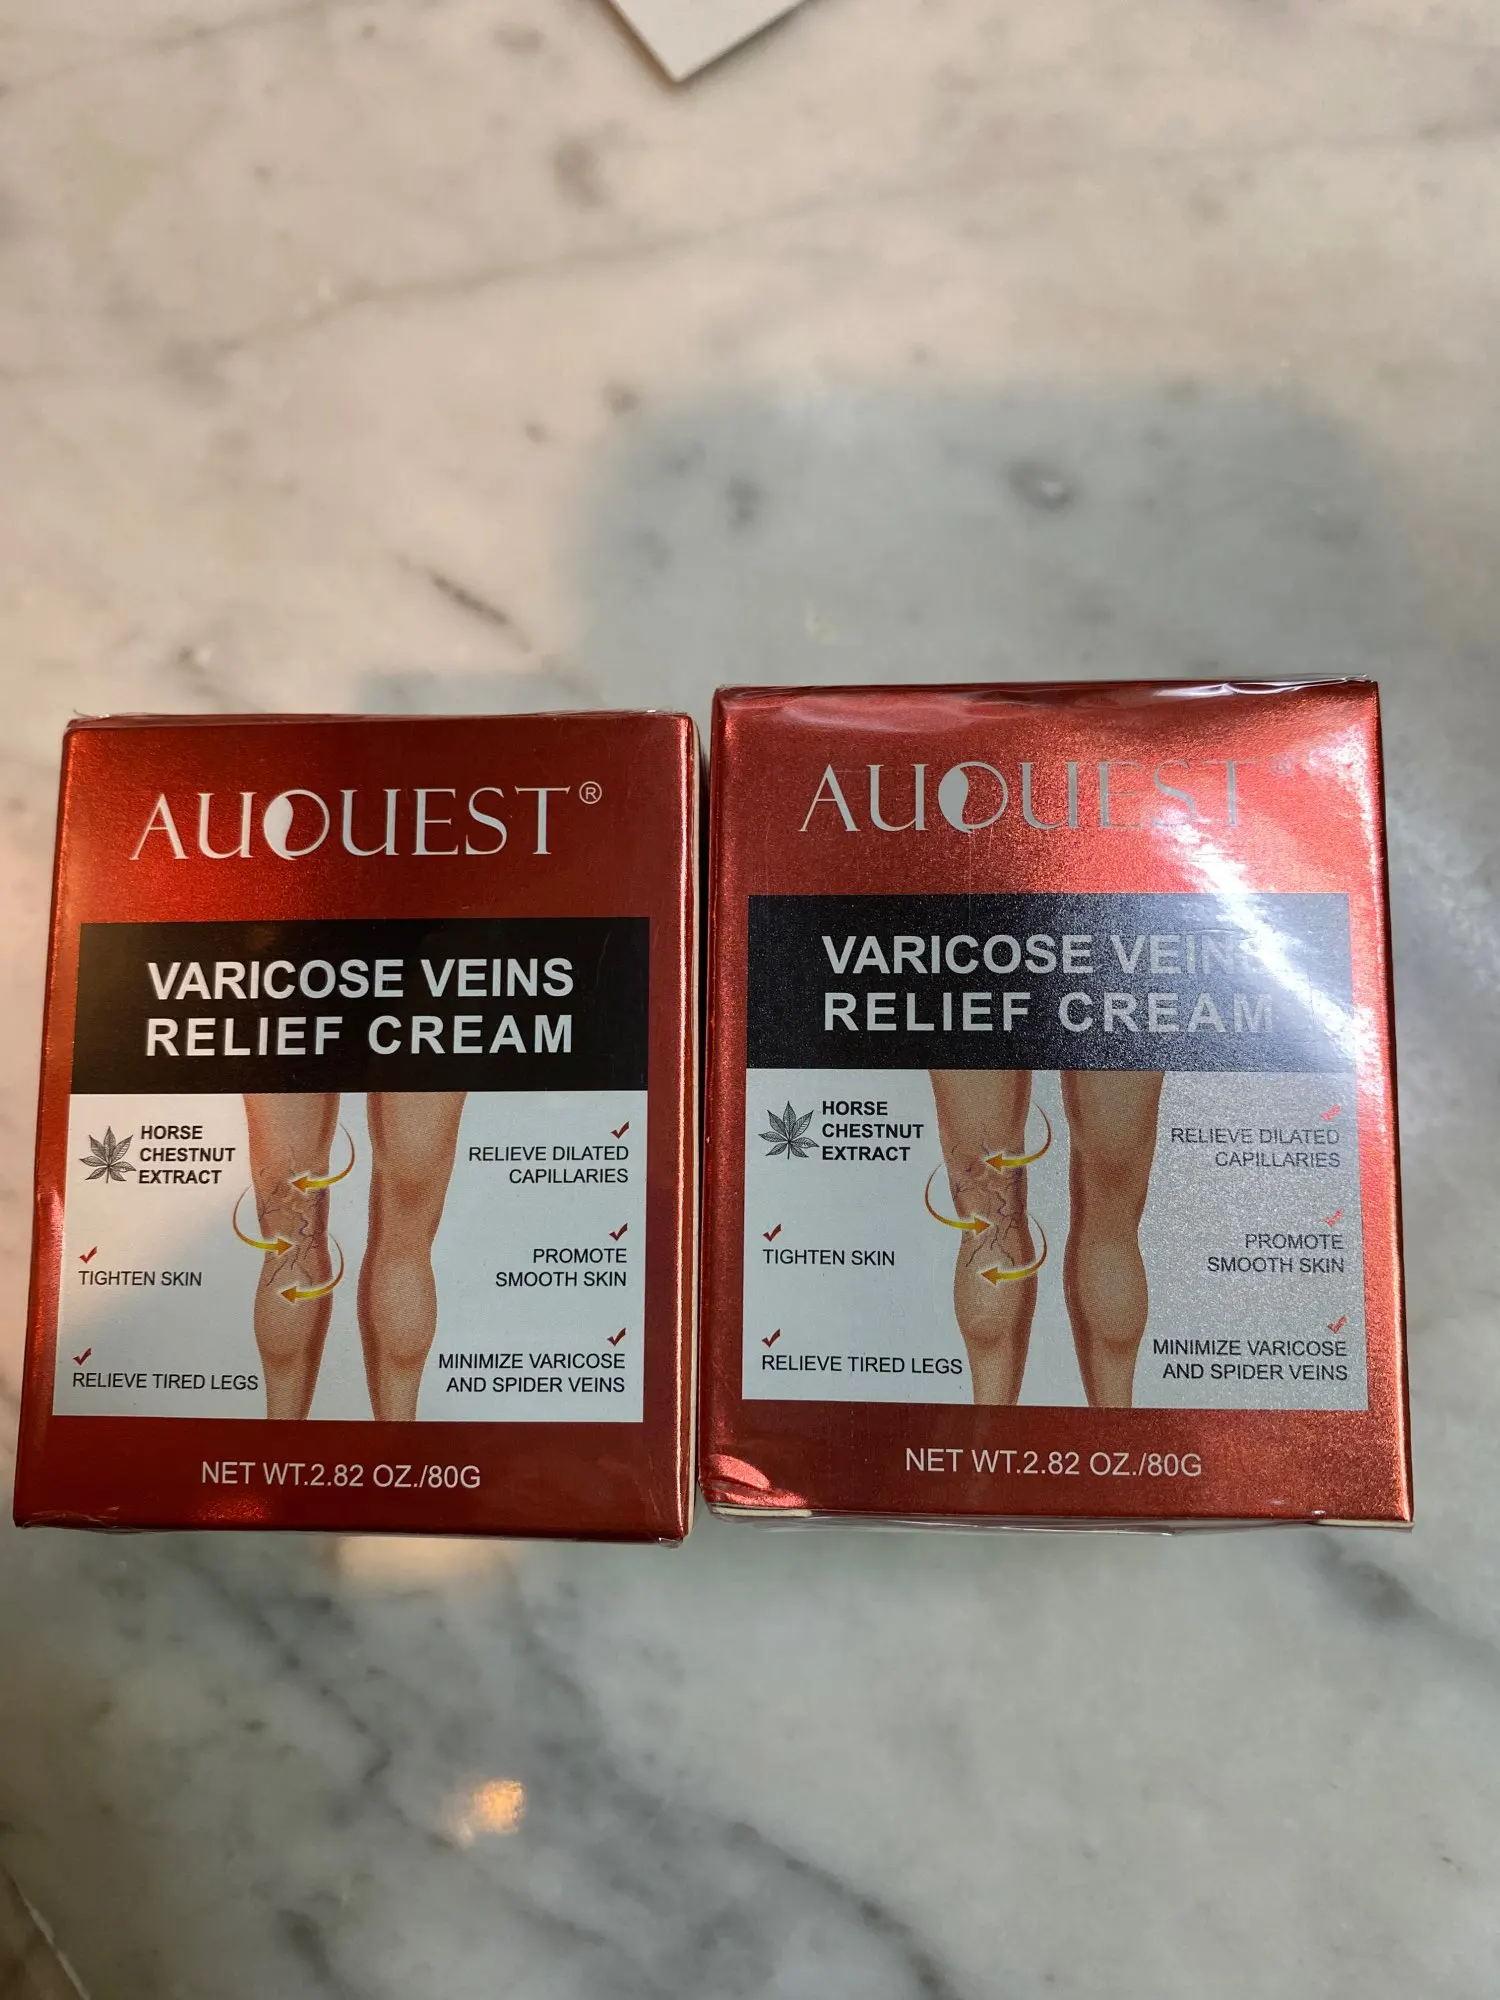 AUQUEST®
VARICOSE VEINS
RELIEF CREAM
HORSE
CHESTNUT
EXTRACT
RELIEVE DILATED
CAPILLARIES
TIGHTEN SKIN
PROMOTE
SMOOTH SKIN
RELIEVE TIRED LEGS
MINIMIZE VARICOSE
AND SPIDER VEINS
NET WT.2.82 OZ./80G
AUQUEST
VARICOSE VEINS
RELIEF CREAM
HORSE
CHESTNUT
EXTRACT
RELIEVE DILATED
CAPILLARIES
TIGHTEN SKIN
PROMOTE
SMOOTH SKIN
RELIEVE TIRED LEGS
MINIMIZE VARICOSE
AND SPIDER VEINS
NET WT.2.82 OZ./80G